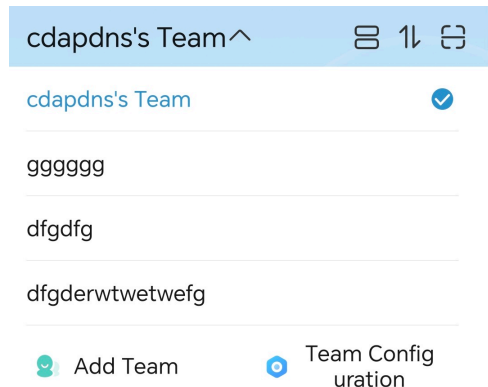 cdapdns's Team
cdapdns's Team
gggggg
dfgdfg
dfgderwtwetwefg
Add Team
Team Config
uration